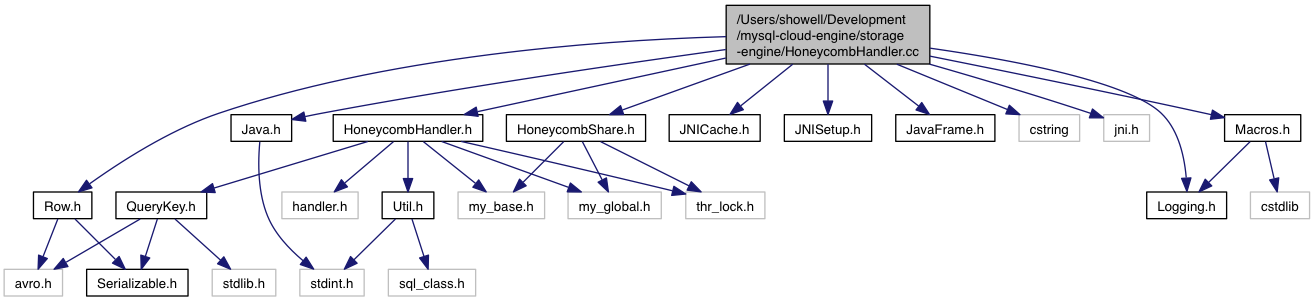 /Users/showell/Development
/mysql-cloud-engine/storage
-engine/HoneycombHandler.cc
Java.h
HoneycombHandler.h
HoneycombShare.h
JNICache.h
JNISetup.h
JavaFrame.h
cstring
jni.h
Macros.h
Row.h
QueryKey.h
handler.h
Util.h
my_base.h
my_global.h
thr_lock.h
Logging.h
cstdlib
avro.h
Serializable.h
stdlib.h
stdint.h
sql_class.h